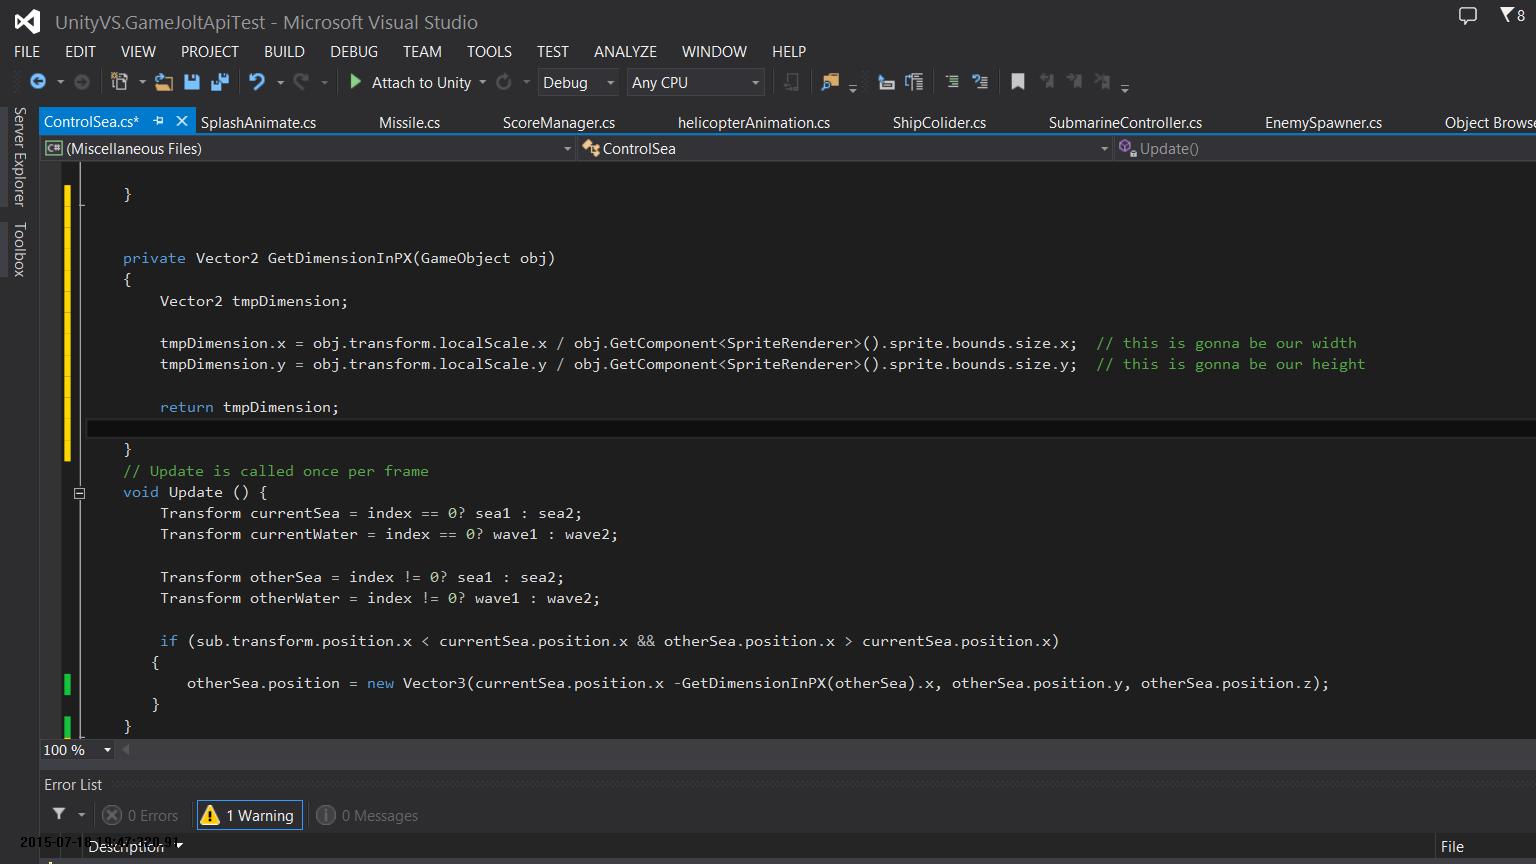 UnityVS.GameJoltApiTest - Microsoft Visual Studio
8
FILE EDIT VIEW PROJECT BUILD DEBUG TEAM TOOLS TEST ANALYZE WINDOW HELP
Attach to Unity Debug Any CPU
Server Explorer
Toolbox
ControlSea.cs* SplashAnimate.cs Missile.cs ScoreManager.cs helicopterAnimation.cs ShipColider.cs SubmarineController.cs EnemySpawner.cs Object Browse
C# (Miscellaneous Files) ControlSea Update()
}
private Vector2 GetDimensionInPX(GameObject obj)
{
Vector2 tmpDimension;
tmpDimension.x = obj.transform.localScale.x / obj.GetComponent<SpriteRenderer>().sprite.bounds.size.x; // this is gonna be our width
tmpDimension.y = obj.transform.localScale.y / obj.GetComponent<SpriteRenderer>().sprite.bounds.size.y; // this is gonna be our height
return tmpDimension;
}
// Update is called once per frame
void Update () {
Transform currentSea = index == 0? sea1 : sea2;
Transform currentWater = index == 0? wave1 : wave2;
Transform otherSea = index != 0? sea1 : sea2;
Transform otherWater = index != 0? wave1 : wave2;
if (sub.transform.position.x < currentSea.position.x && otherSea.position.x > currentSea.position.x)
{
otherSea.position = new Vector3(currentSea.position.x -GetDimensionInPX(otherSea).x, otherSea.position.y, otherSea.position.z);
}
}
100 %
Error List
0 Errors 1 Warning 0 Messages
Description File